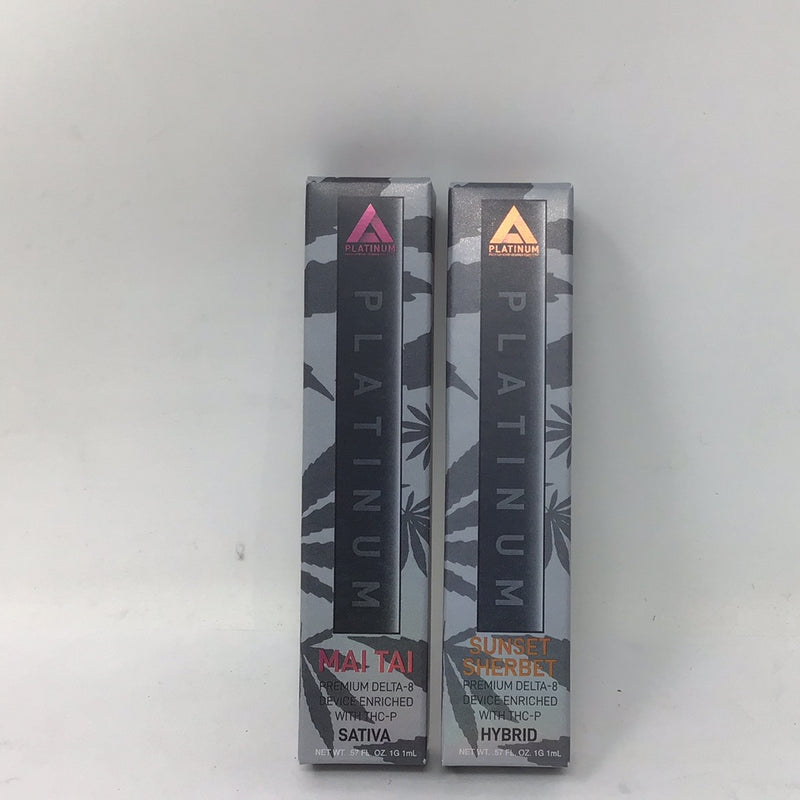 PLATINUM
PLATINUM
MAI TAI
PREMIUM DELTA-8
DEVICE ENRICHED
WITH THC-P
SATIVA
NET WT. .57 FL. OZ. 1G 1mL
PLATINUM
PLATINUM
SUNSET
SHERBET
PREMIUM DELTA-8
DEVICE ENRICHED
WITH THC-P
HYBRID
NET WT. .57 FL. OZ. 1G 1mL